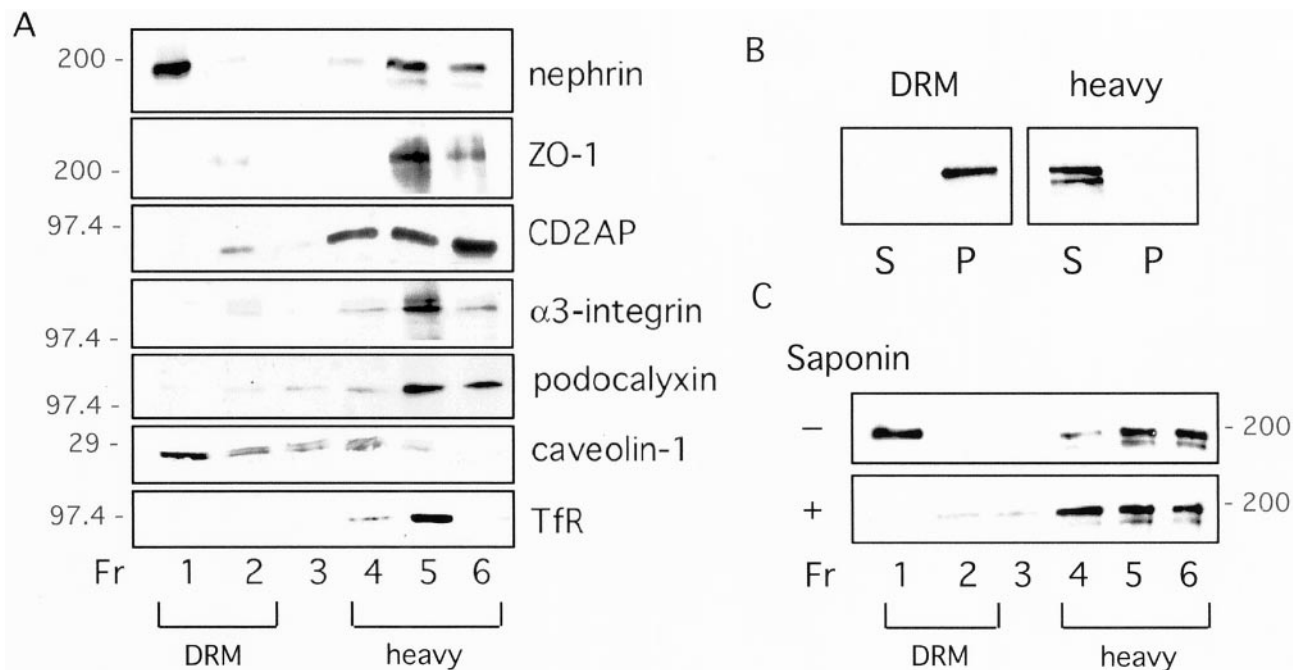 A
200 -
nephrin
200 -
ZO-1
97.4 -
CD2AP
97.4 -
α3-integrin
97.4 -
podocalyxin
29 -
caveolin-1
97.4 -
TfR
Fr 1 2 3 4 5 6
DRM heavy
B
DRM heavy
S P S P
C
Saponin
− - 200
+ - 200
Fr 1 2 3 4 5 6
DRM heavy